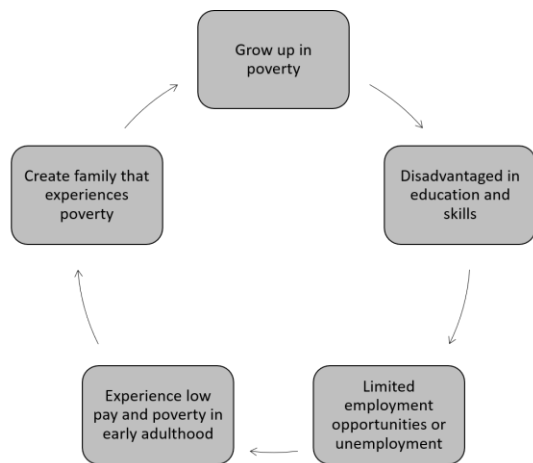 Grow up in
poverty
Disadvantaged in
education and
skills
Limited
employment
opportunities or
unemployment
Experience low
pay and poverty in
early adulthood
Create family that
experiences
poverty